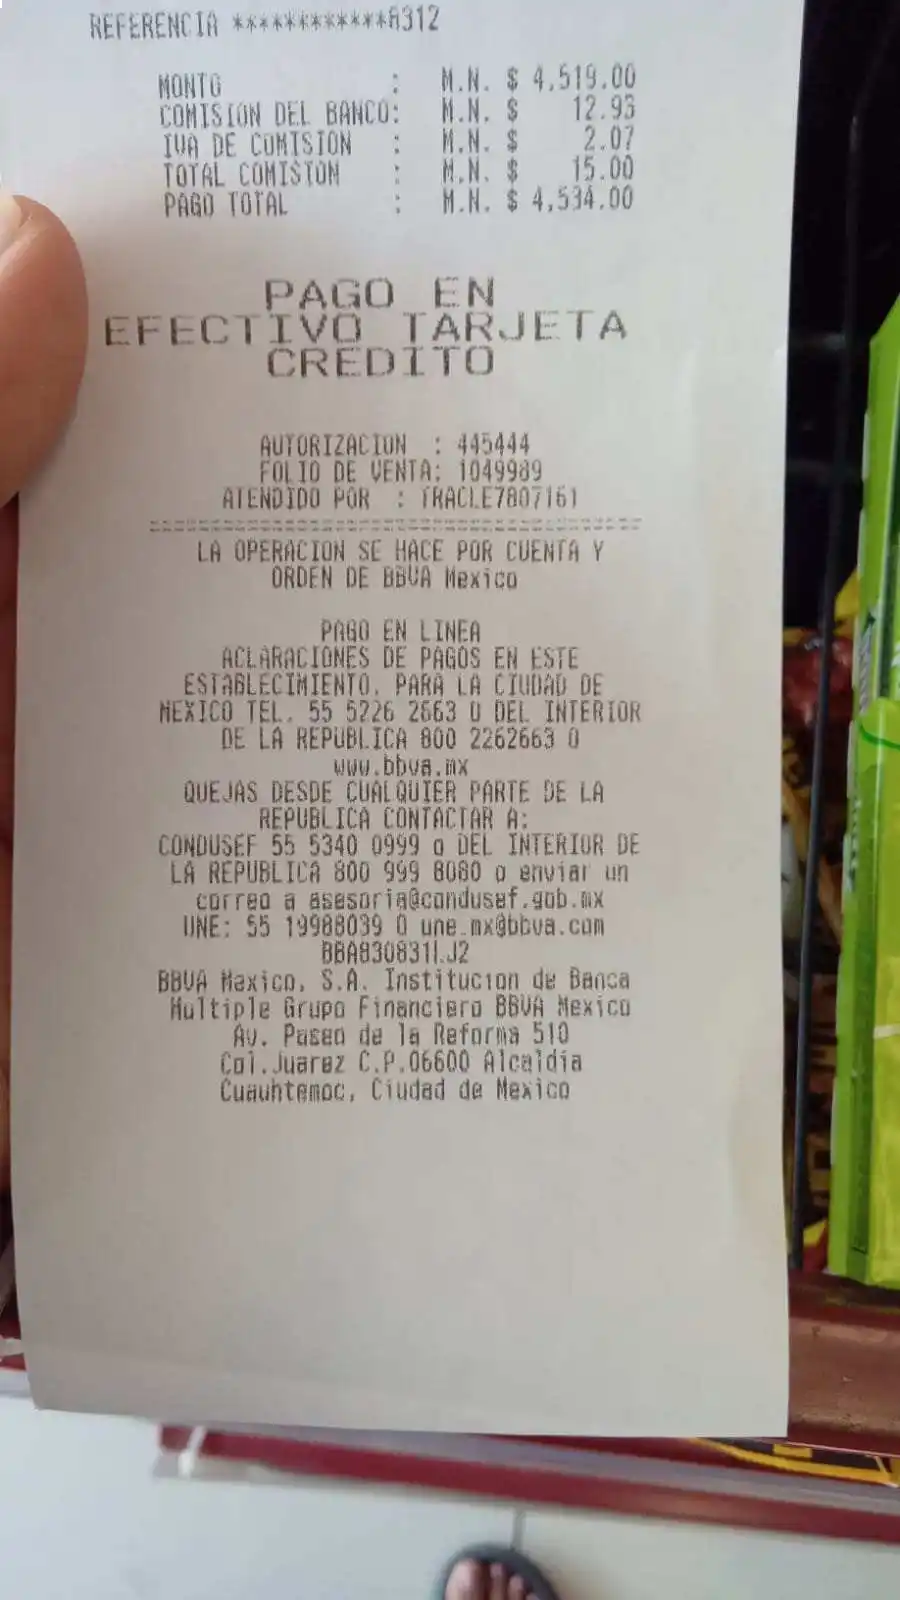 REFERENCIA ************8312
MONTO : M.N. $ 4,519.00
COMISION DEL BANCO: M.N. $ 12.93
IVA DE COMISION : M.N. $ 2.07
TOTAL COMISION : M.N. $ 15.00
PAGO TOTAL : M.N. $ 4,534.00
PAGO EN
EFECTIVO TARJETA
CREDITO
AUTORIZACION : 445444
FOLIO DE VENTA: 1049989
ATENDIDO POR : TRACLE7807161
LA OPERACION SE HACE POR CUENTA Y
ORDEN DE BBVA Mexico
PAGO EN LINEA
ACLARACIONES DE PAGOS EN ESTE
ESTABLECIMIENTO, PARA LA CIUDAD DE
MEXICO TEL. 55 5226 2663 O DEL INTERIOR
DE LA REPUBLICA 800 2262663 O
www.bbva.mx
QUEJAS DESDE CUALQUIER PARTE DE LA
REPUBLICA CONTACTAR A:
CONDUSEF 55 5340 0999 o DEL INTERIOR DE
LA REPUBLICA 800 999 8080 o enviar un
correo a asesoria@condusef.gob.mx
UNE: 55 19988039 O une.mx@bbva.com
BBA830831LJ2
BBVA Mexico, S.A. Institucion de Banca
Multiple Grupo Financiero BBVA Mexico
Av. Paseo de la Reforma 510
Col.Juarez C.P.06600 Alcaldia
Cuauhtemoc, Ciudad de Mexico